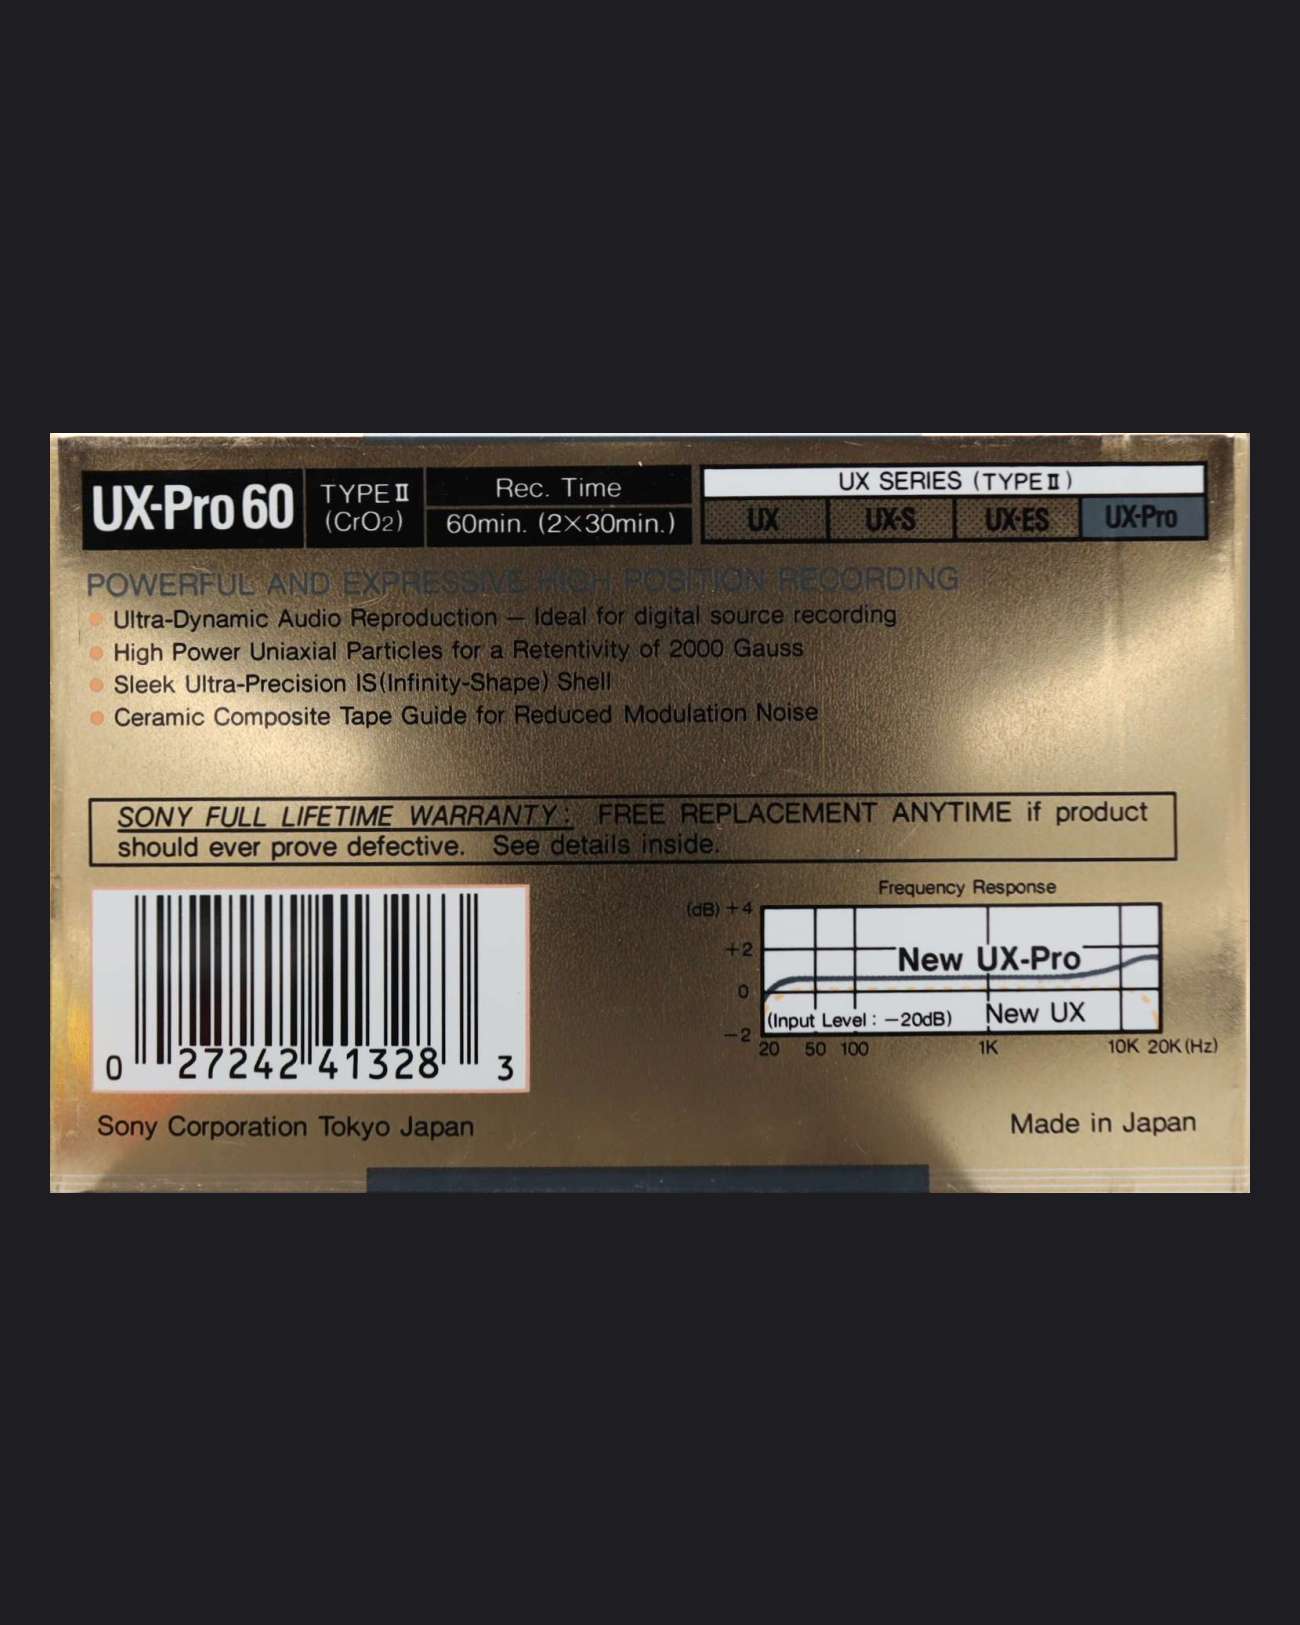 UX-Pro 60
TYPE II
(CrO2)
Rec. Time
60min. (2×30min.)
UX SERIES (TYPE II)
UX UX-S UX-ES UX-Pro
POWERFUL AND EXPRESSIVE HIGH POSITION RECORDING
Ultra-Dynamic Audio Reproduction — Ideal for digital source recording
High Power Uniaxial Particles for a Retentivity of 2000 Gauss
Sleek Ultra-Precision IS(Infinity-Shape) Shell
Ceramic Composite Tape Guide for Reduced Modulation Noise
SONY FULL LIFETIME WARRANTY: FREE REPLACEMENT ANYTIME if product
should ever prove defective. See details inside.
0 27242 41328 3
Frequency Response
(dB) +4
+2
0
−2
New UX-Pro
(Input Level: −20dB)
New UX
20 50 100 1K 10K 20K (Hz)
Sony Corporation Tokyo Japan
Made in Japan